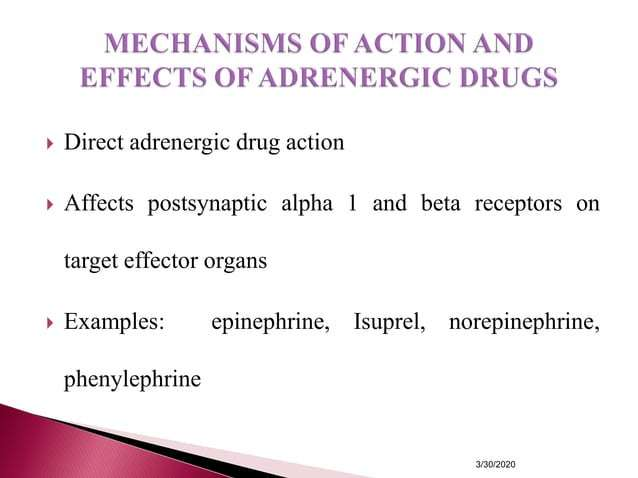 MECHANISMS OF ACTION AND
EFFECTS OF ADRENERGIC DRUGS
Direct adrenergic drug action
Affects postsynaptic alpha 1 and beta receptors on
target effector organs
Examples: epinephrine, Isuprel, norepinephrine,
phenylephrine
3/30/2020